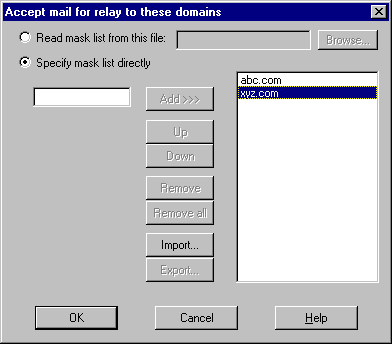 Accept mail for relay to these domains
Read mask list from this file:
Browse...
Specify mask list directly
abc.com
xyz.com
Add >>>
Up
Down
Remove
Remove all
Import...
Export...
OK
Cancel
Help